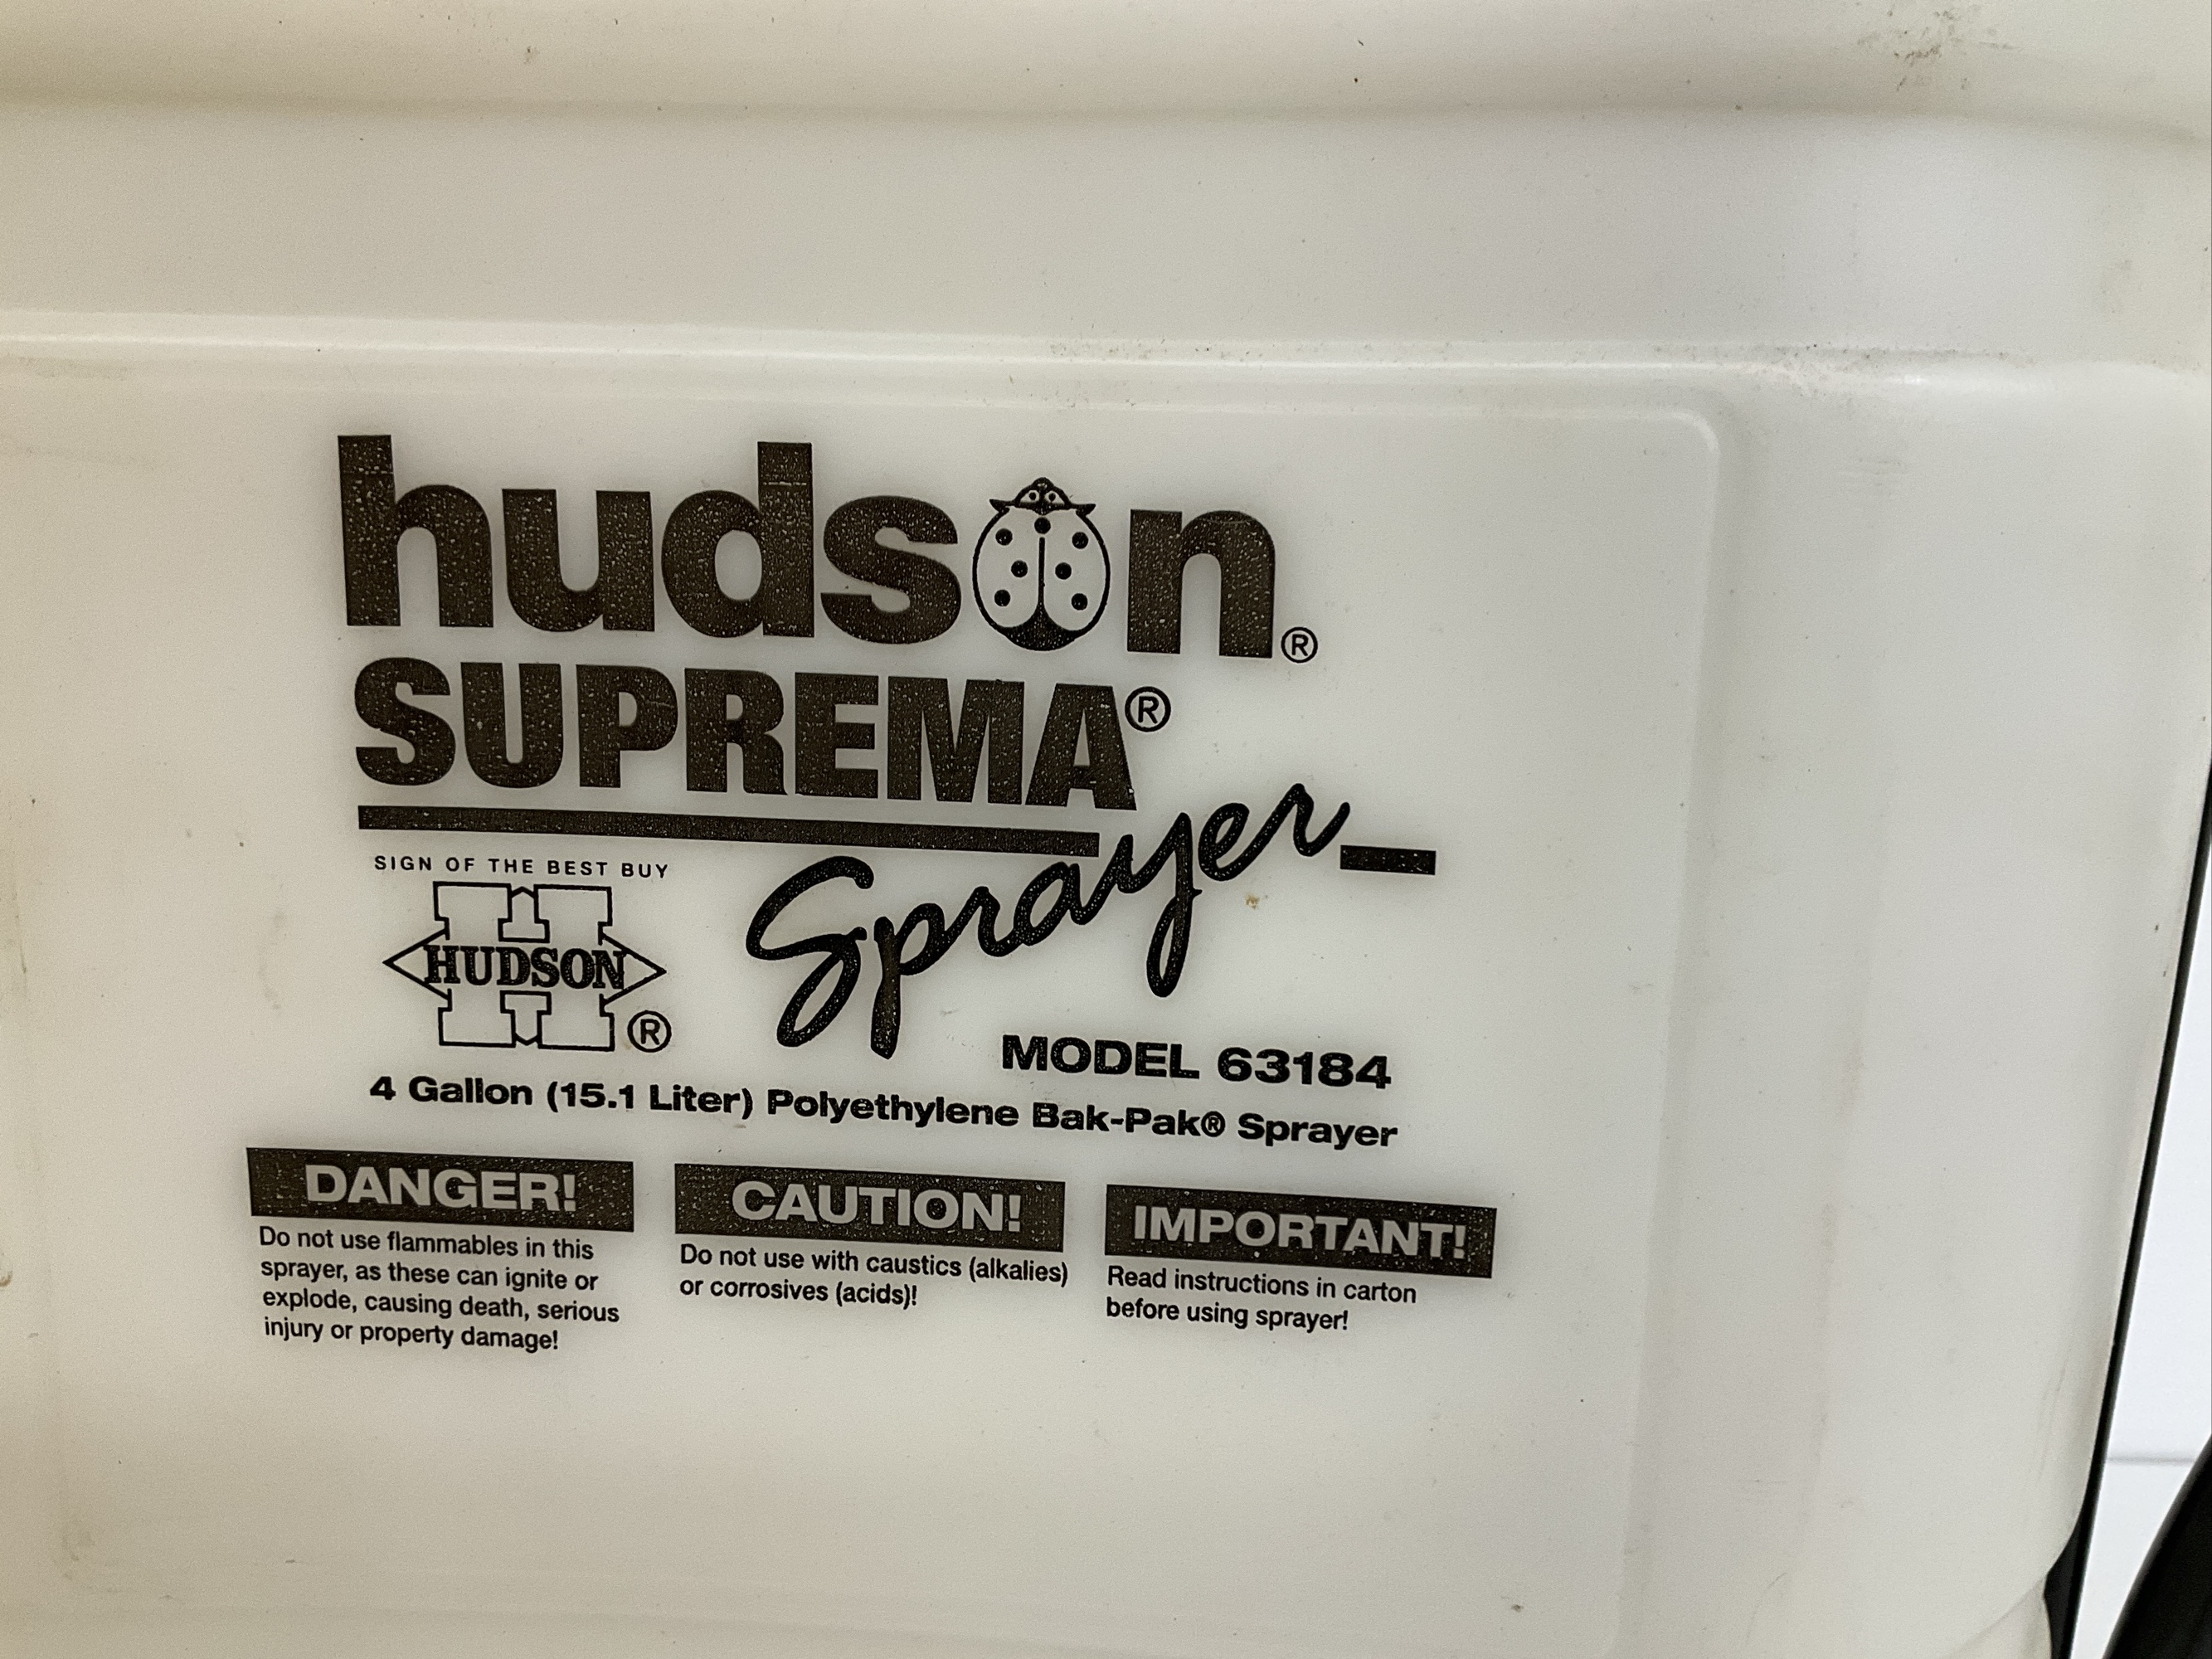 hudson®
SUPREMA®
Sprayer
SIGN OF THE BEST BUY
HUDSON ®
MODEL 63184
4 Gallon (15.1 Liter) Polyethylene Bak-Pak® Sprayer
DANGER!
Do not use flammables in this
sprayer, as these can ignite or
explode, causing death, serious
injury or property damage!
CAUTION!
Do not use with caustics (alkalies)
or corrosives (acids)!
IMPORTANT!
Read instructions in carton
before using sprayer!